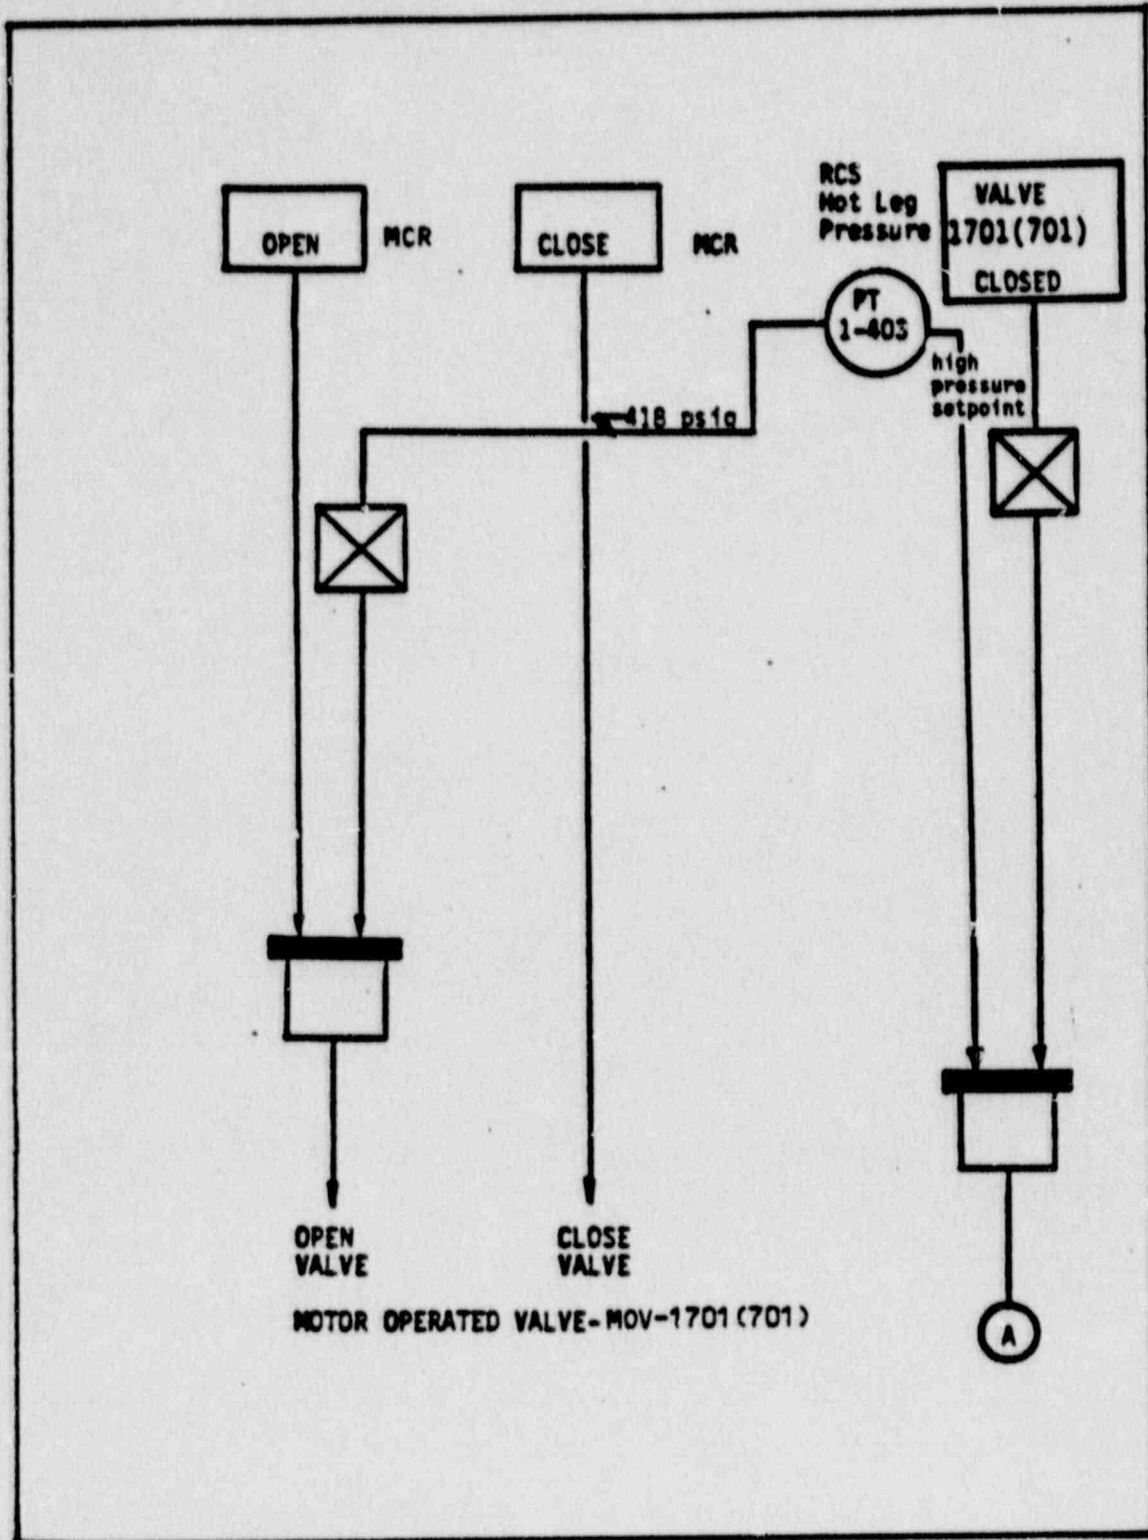 OPEN
MCR
CLOSE
MCR
RCS
Hot Leg
Pressure
VALVE
1701(701)
CLOSED
PT
1-403
high
pressure
setpoint
418 psig
OPEN
VALVE
CLOSE
VALVE
MOTOR OPERATED VALVE-MOV-1701(701)
A